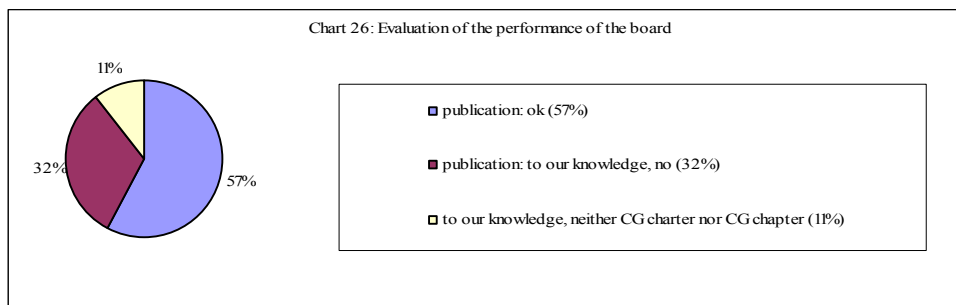 Chart 26: Evaluation of the performance of the board
11%
32%
57%
publication: ok (57%)
publication: to our knowledge, no (32%)
to our knowledge, neither CG charter nor CG chapter (11%)